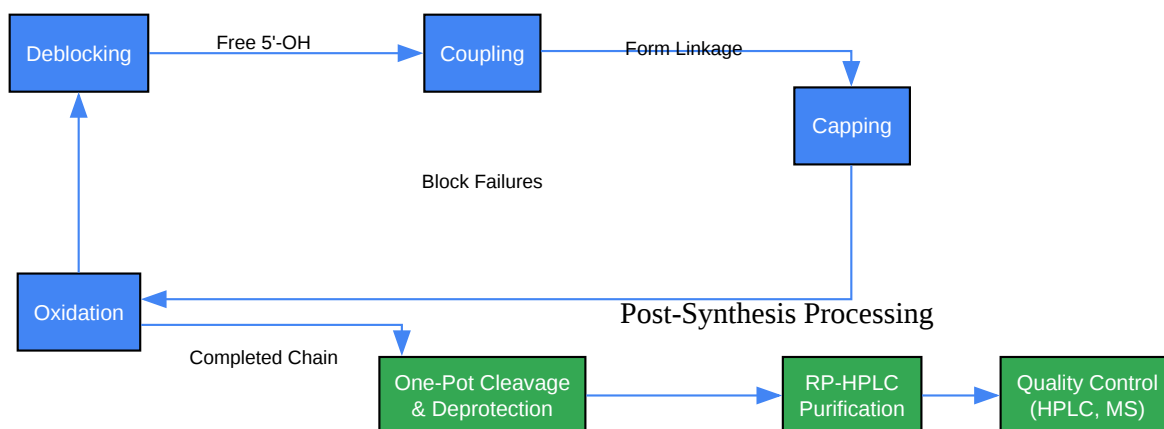 Deblocking
Free 5'-OH
Coupling
Form Linkage
Capping
Block Failures
Oxidation
Post-Synthesis Processing
Completed Chain
One-Pot Cleavage
& Deprotection
RP-HPLC
Purification
Quality Control
(HPLC, MS)